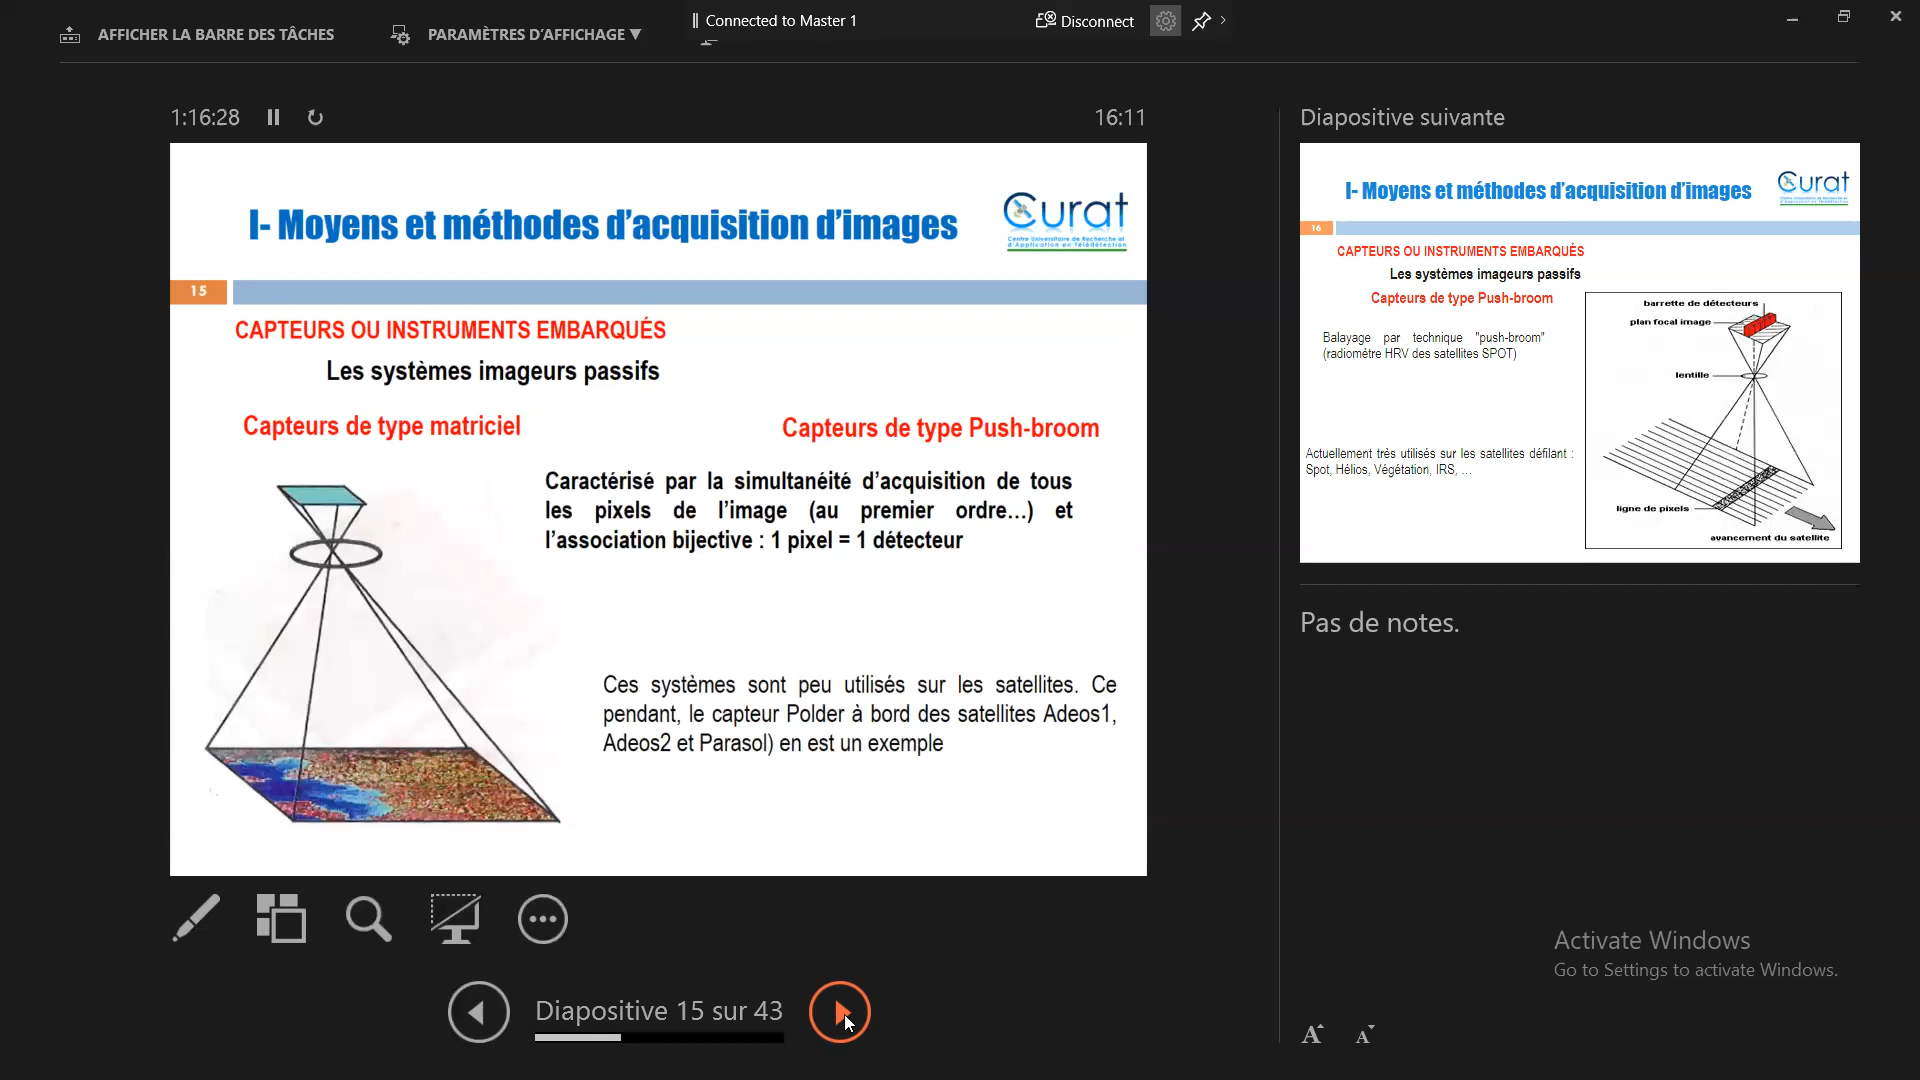 Connected to Master 1
Disconnect
AFFICHER LA BARRE DES TÂCHES
PARAMÈTRES D'AFFICHAGE ▼
1:16:28
16:11
I- Moyens et méthodes d'acquisition d'images
Curat
Centre Universitaire de Recherche et
d'Application en Télédétection
15
CAPTEURS OU INSTRUMENTS EMBARQUÉS
Les systèmes imageurs passifs
Capteurs de type matriciel
Capteurs de type Push-broom
Caractérisé par la simultanéité d'acquisition de tous
les pixels de l'image (au premier ordre...) et
l'association bijective : 1 pixel = 1 détecteur
Ces systèmes sont peu utilisés sur les satellites. Ce
pendant, le capteur Polder à bord des satellites Adeos1,
Adeos2 et Parasol) en est un exemple
Diapositive 15 sur 43
Diapositive suivante
I- Moyens et méthodes d'acquisition d'images
Curat
16
CAPTEURS OU INSTRUMENTS EMBARQUÉS
Les systèmes imageurs passifs
Capteurs de type Push-broom
Balayage par technique "push-broom"
(radiomètre HRV des satellites SPOT)
Actuellement très utilisés sur les satellites défilant :
Spot, Hélios, Végétation, IRS, ...
barrette de détecteurs
plan focal image
lentille
ligne de pixels
avancement du satellite
Pas de notes.
Activate Windows
Go to Settings to activate Windows.
A A